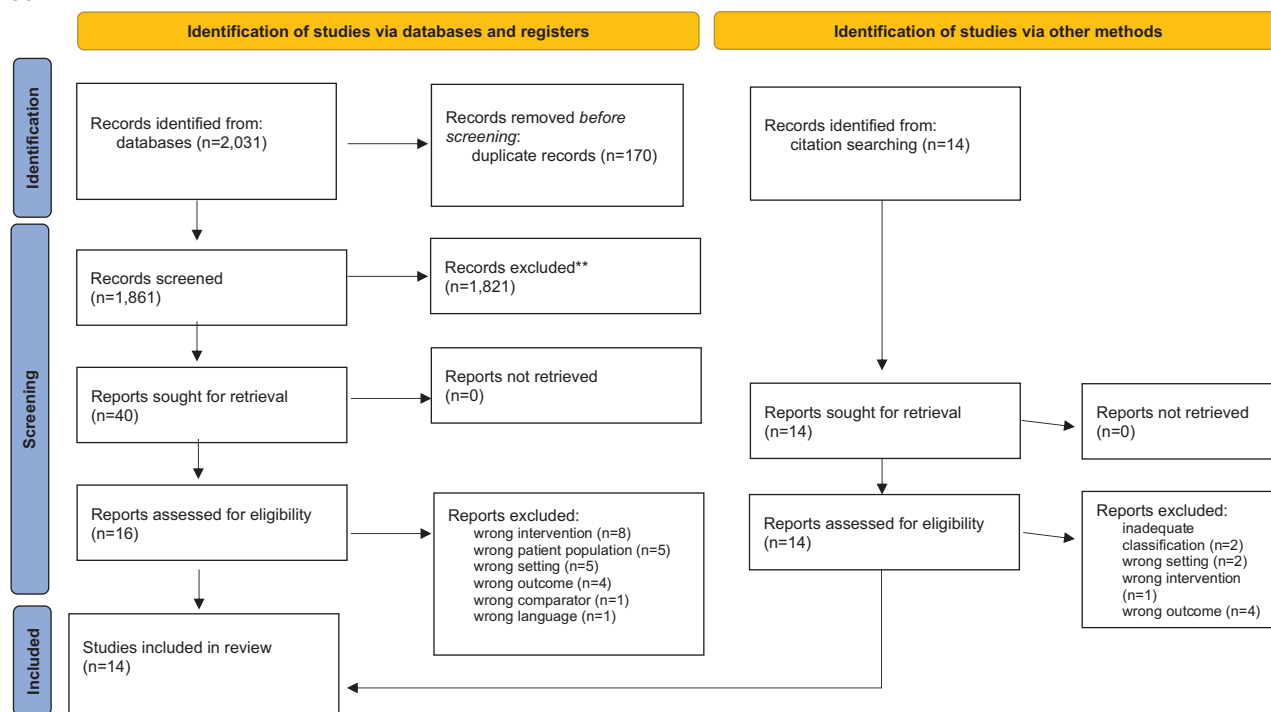 Identification of studies via databases and registers
Identification of studies via other methods
Identification
Records identified from:
databases (n=2,031)
Records removed before
screening:
duplicate records (n=170)
Records identified from:
citation searching (n=14)
Screening
Records screened
(n=1,861)
Records excluded**
(n=1,821)
Reports sought for retrieval
(n=40)
Reports not retrieved
(n=0)
Reports sought for retrieval
(n=14)
Reports not retrieved
(n=0)
Reports assessed for eligibility
(n=16)
Reports excluded:
wrong intervention (n=8)
wrong patient population (n=5)
wrong setting (n=5)
wrong outcome (n=4)
wrong comparator (n=1)
wrong language (n=1)
Reports assessed for eligibility
(n=14)
Reports excluded:
inadequate
classification (n=2)
wrong setting (n=2)
wrong intervention
(n=1)
wrong outcome (n=4)
Included
Studies included in review
(n=14)